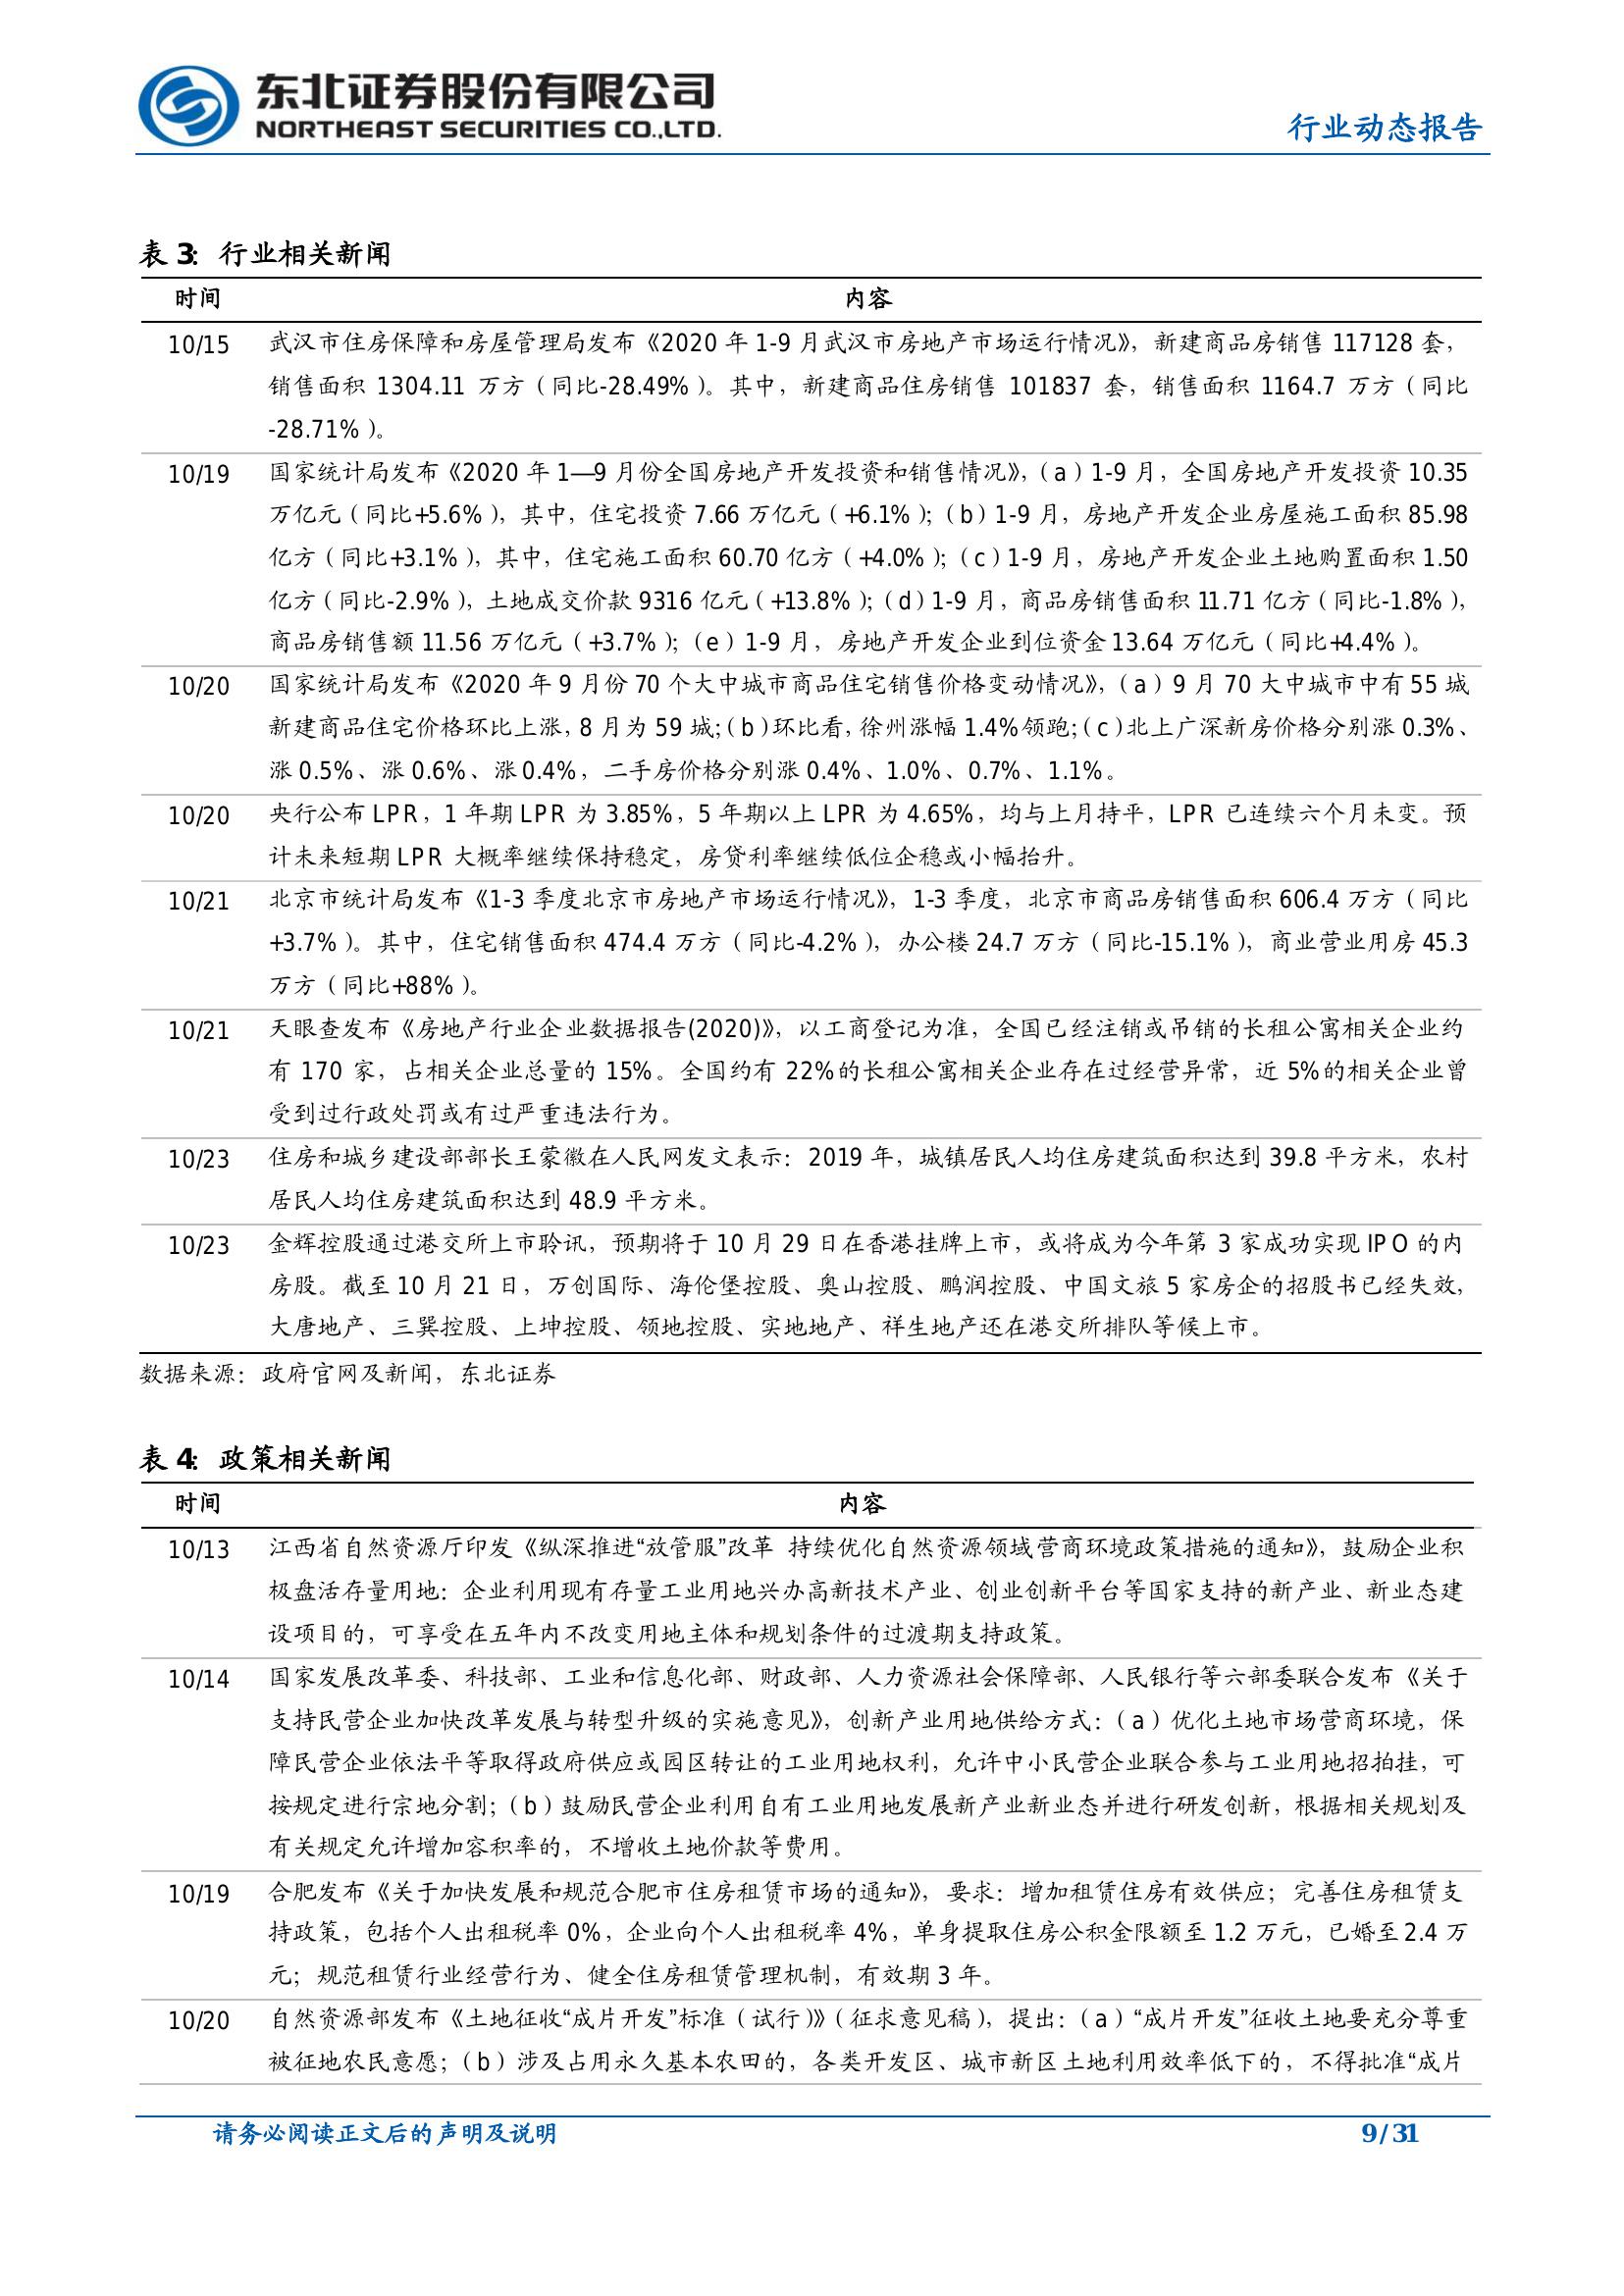 东北证券股份有限公司
NORTHEAST SECURITIES CO.,LTD.
行业动态报告
表 3：行业相关新闻
时间 内容
10/15 武汉市住房保障和房屋管理局发布《2020 年 1-9 月武汉市房地产市场运行情况》，新建商品房销售 117128 套，
销售面积 1304.11 万方（同比-28.49%）。其中，新建商品住房销售 101837 套，销售面积 1164.7 万方（同比
-28.71%）。
10/19 国家统计局发布《2020 年 1—9 月份全国房地产开发投资和销售情况》，（a）1-9 月，全国房地产开发投资 10.35
万亿元（同比+5.6%），其中，住宅投资 7.66 万亿元（+6.1%）；（b）1-9 月，房地产开发企业房屋施工面积 85.98
亿方（同比+3.1%），其中，住宅施工面积 60.70 亿方（+4.0%）；（c）1-9 月，房地产开发企业土地购置面积 1.50
亿方（同比-2.9%），土地成交价款 9316 亿元（+13.8%）；（d）1-9 月，商品房销售面积 11.71 亿方（同比-1.8%），
商品房销售额 11.56 万亿元（+3.7%）；（e）1-9 月，房地产开发企业到位资金 13.64 万亿元（同比+4.4%）。
10/20 国家统计局发布《2020 年 9 月份 70 个大中城市商品住宅销售价格变动情况》，（a）9 月 70 大中城市中有 55 城
新建商品住宅价格环比上涨，8 月为 59 城；（b）环比看，徐州涨幅 1.4%领跑；（c）北上广深新房价格分别涨 0.3%、
涨 0.5%、涨 0.6%、涨 0.4%，二手房价格分别涨 0.4%、1.0%、0.7%、1.1%。
10/20 央行公布 LPR，1 年期 LPR 为 3.85%，5 年期以上 LPR 为 4.65%，均与上月持平，LPR 已连续六个月未变。预
计未来短期 LPR 大概率继续保持稳定，房贷利率继续低位企稳或小幅抬升。
10/21 北京市统计局发布《1-3 季度北京市房地产市场运行情况》，1-3 季度，北京市商品房销售面积 606.4 万方（同比
+3.7%）。其中，住宅销售面积 474.4 万方（同比-4.2%），办公楼 24.7 万方（同比-15.1%），商业营业用房 45.3
万方（同比+88%）。
10/21 天眼查发布《房地产行业企业数据报告(2020)》，以工商登记为准，全国已经注销或吊销的长租公寓相关企业约
有 170 家，占相关企业总量的 15%。全国约有 22%的长租公寓相关企业存在过经营异常，近 5%的相关企业曾
受到过行政处罚或有过严重违法行为。
10/23 住房和城乡建设部部长王蒙徽在人民网发文表示：2019 年，城镇居民人均住房建筑面积达到 39.8 平方米，农村
居民人均住房建筑面积达到 48.9 平方米。
10/23 金辉控股通过港交所上市聆讯，预期将于 10 月 29 日在香港挂牌上市，或将成为今年第 3 家成功实现 IPO 的内
房股。截至 10 月 21 日，万创国际、海伦堡控股、奥山控股、鹏润控股、中国文旅 5 家房企的招股书已经失效，
大唐地产、三巽控股、上坤控股、领地控股、实地地产、祥生地产还在港交所排队等候上市。
数据来源：政府官网及新闻，东北证券
表 4：政策相关新闻
时间 内容
10/13 江西省自然资源厅印发《纵深推进“放管服”改革 持续优化自然资源领域营商环境政策措施的通知》，鼓励企业积
极盘活存量用地：企业利用现有存量工业用地兴办高新技术产业、创业创新平台等国家支持的新产业、新业态建
设项目的，可享受在五年内不改变用地主体和规划条件的过渡期支持政策。
10/14 国家发展改革委、科技部、工业和信息化部、财政部、人力资源社会保障部、人民银行等六部委联合发布《关于
支持民营企业加快改革发展与转型升级的实施意见》，创新产业用地供给方式：（a）优化土地市场营商环境，保
障民营企业依法平等取得政府供应或园区转让的工业用地权利，允许中小民营企业联合参与工业用地招拍挂，可
按规定进行宗地分割；（b）鼓励民营企业利用自有工业用地发展新产业新业态并进行研发创新，根据相关规划及
有关规定允许增加容积率的，不增收土地价款等费用。
10/19 合肥发布《关于加快发展和规范合肥市住房租赁市场的通知》，要求：增加租赁住房有效供应；完善住房租赁支
持政策，包括个人出租税率 0%，企业向个人出租税率 4%，单身提取住房公积金限额至 1.2 万元，已婚至 2.4 万
元；规范租赁行业经营行为、健全住房租赁管理机制，有效期 3 年。
10/20 自然资源部发布《土地征收“成片开发”标准（试行）》（征求意见稿），提出：（a）“成片开发”征收土地要充分尊重
被征地农民意愿；（b）涉及占用永久基本农田的，各类开发区、城市新区土地利用效率低下的，不得批准“成片
请务必阅读正文后的声明及说明 9 / 31